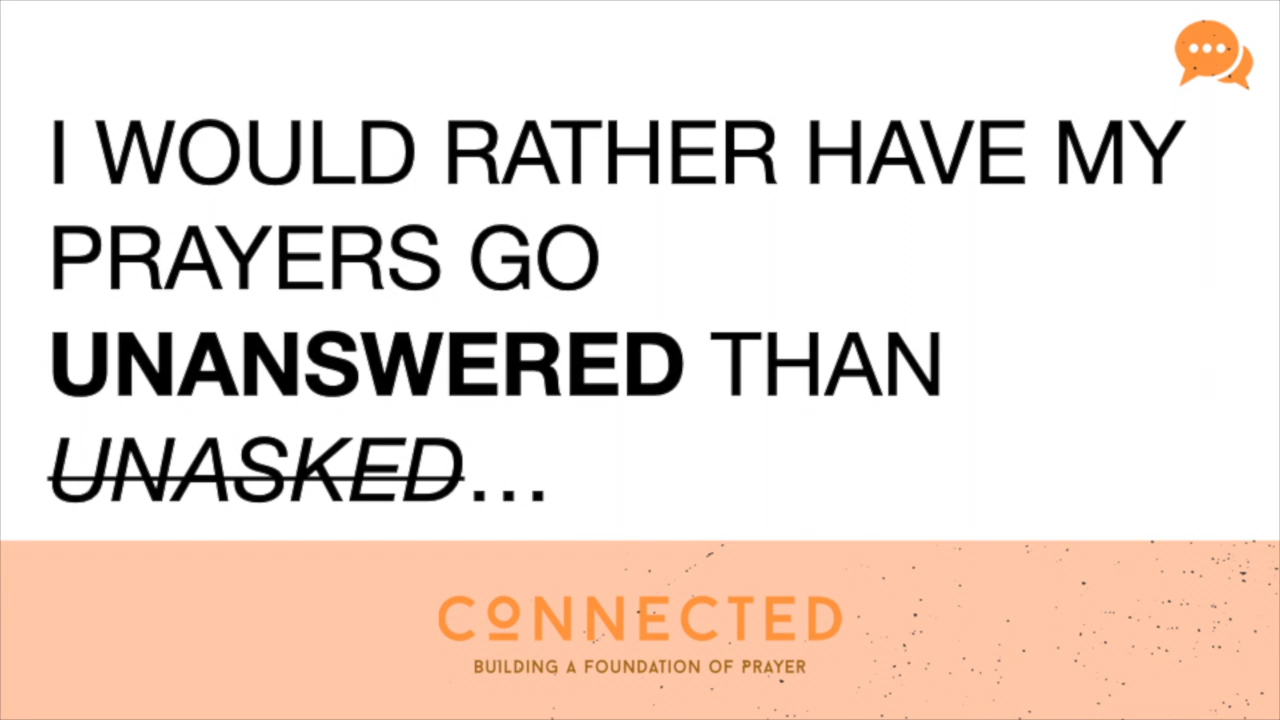 I WOULD RATHER HAVE MY
PRAYERS GO
UNANSWERED THAN
UNASKED...
CONNECTED
BUILDING A FOUNDATION OF PRAYER